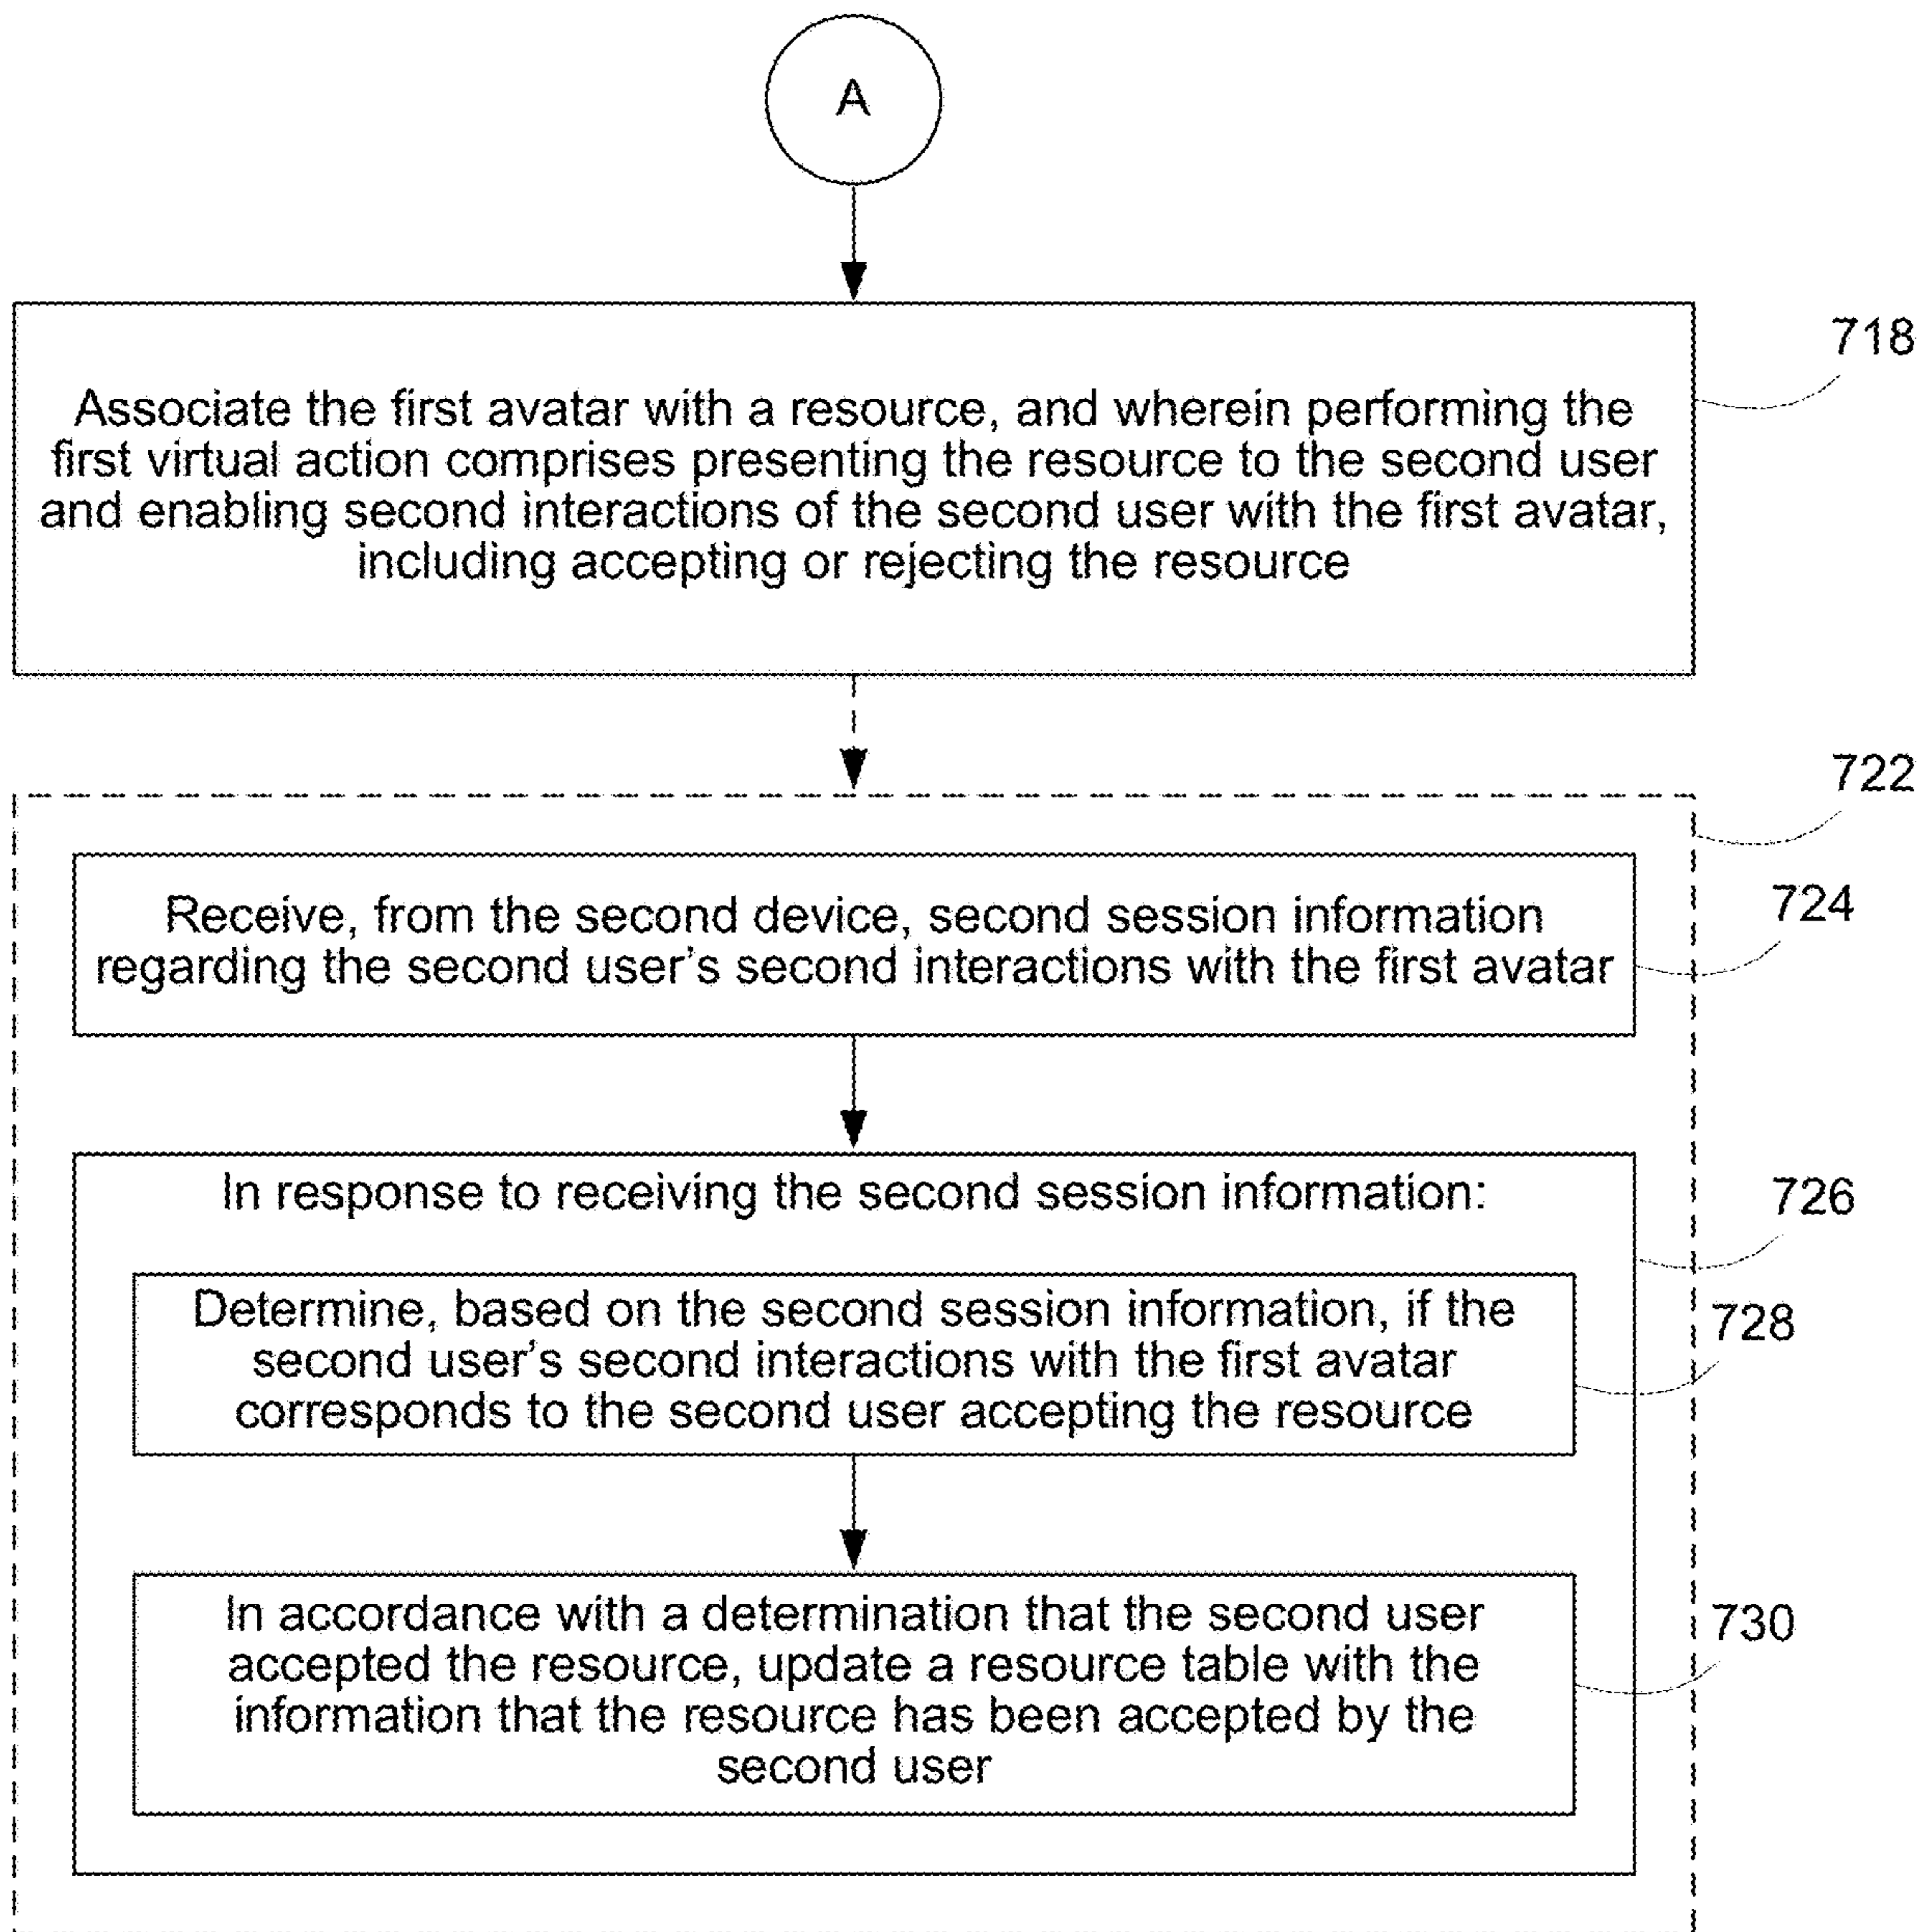 A
718
Associate the first avatar with a resource, and wherein performing the
first virtual action comprises presenting the resource to the second user
and enabling second interactions of the second user with the first avatar,
including accepting or rejecting the resource
722
724
Receive, from the second device, second session information
regarding the second user's second interactions with the first avatar
726
In response to receiving the second session information:
728
Determine, based on the second session information, if the
second user's second interactions with the first avatar
corresponds to the second user accepting the resource
730
In accordance with a determination that the second user
accepted the resource, update a resource table with the
information that the resource has been accepted by the
second user